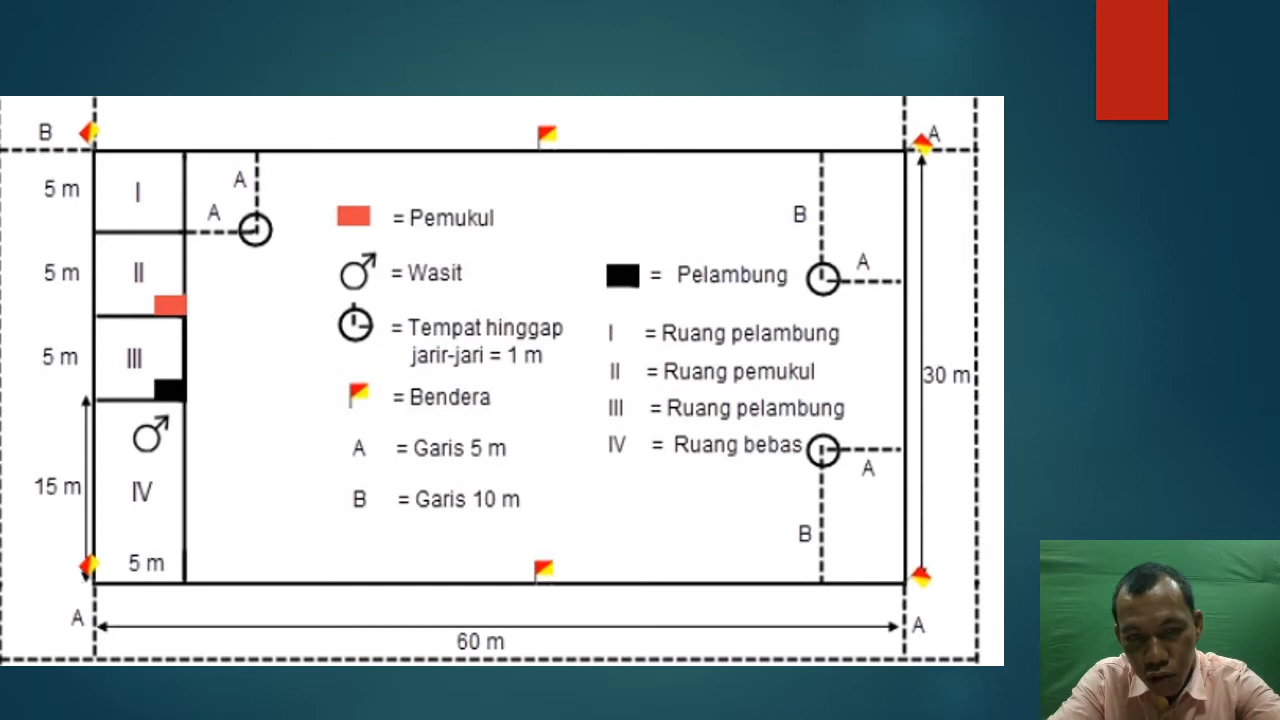 B
A
5 m
I
A
A
5 m
II
5 m
III
15 m
IV
5 m
= Pemukul
= Wasit
= Tempat hinggap
jarir-jari = 1 m
= Bendera
A = Garis 5 m
B = Garis 10 m
= Pelambung
I = Ruang pelambung
II = Ruang pemukul
III = Ruang pelambung
IV = Ruang bebas
B
A
A
B
30 m
A
60 m
A